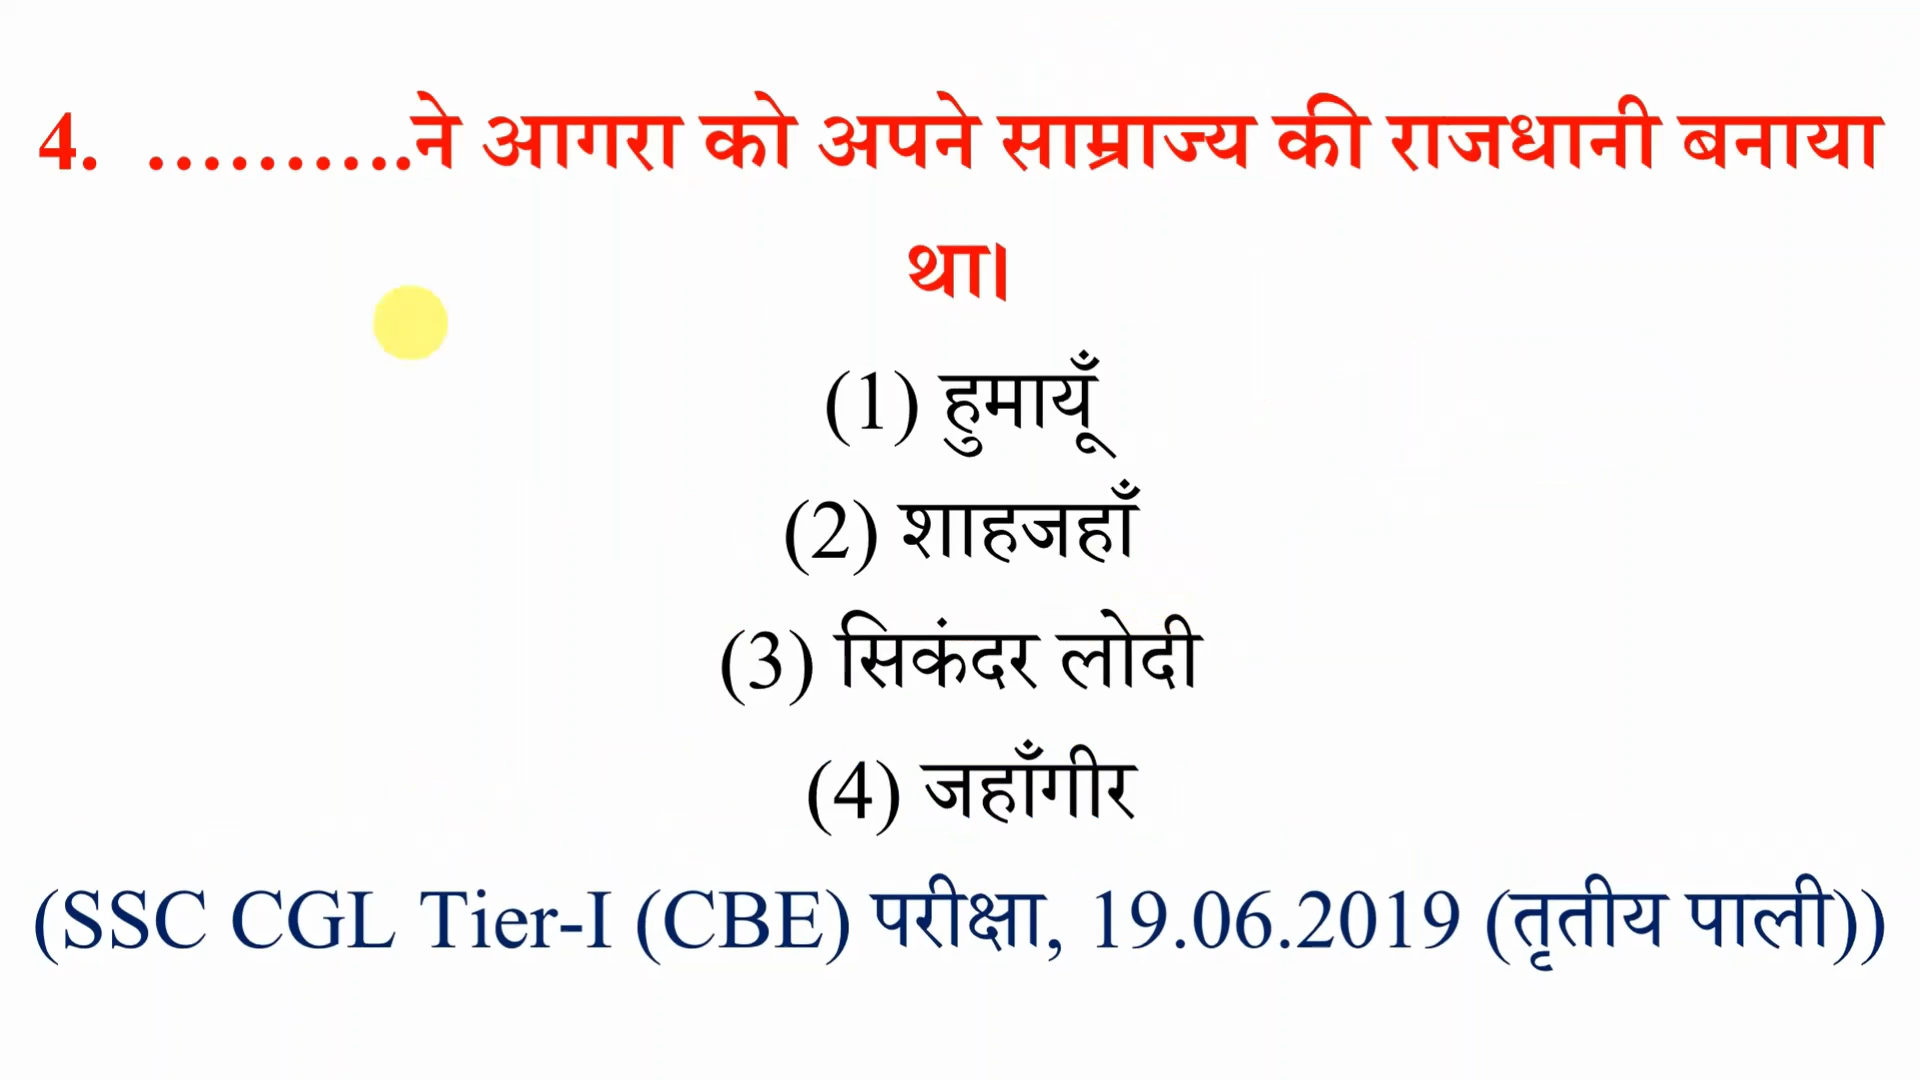 4. ……….ने आगरा को अपने साम्राज्य की राजधानी बनाया
था।
(1) हुमायूँ
(2) शाहजहाँ
(3) सिकंदर लोदी
(4) जहाँगीर
(SSC CGL Tier-I (CBE) परीक्षा, 19.06.2019 (तृतीय पाली))